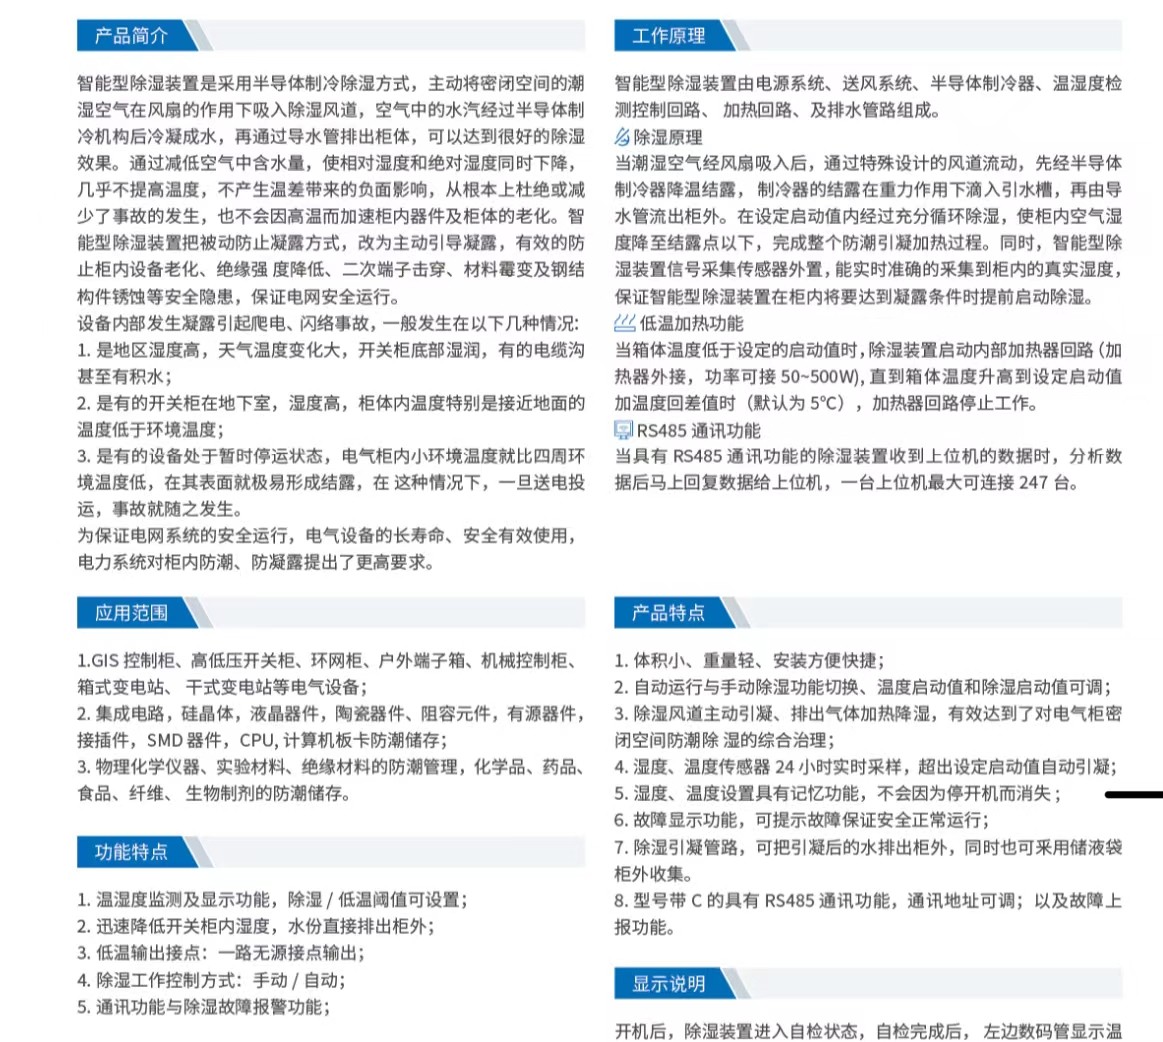 产品简介
智能型除湿装置是采用半导体制冷除湿方式，主动将密闭空间的潮
湿空气在风扇的作用下吸入除湿风道，空气中的水汽经过半导体制
冷机构后冷凝成水，再通过导水管排出柜体，可以达到很好的除湿
效果。通过减低空气中含水量，使相对湿度和绝对湿度同时下降，
几乎不提高温度，不产生温差带来的负面影响，从根本上杜绝或减
少了事故的发生，也不会因高温而加速柜内器件及柜体的老化。智
能型除湿装置把被动防止凝露方式，改为主动引导凝露，有效的防
止柜内设备老化、绝缘强 度降低、二次端子击穿、材料霉变及钢结
构件锈蚀等安全隐患，保证电网安全运行。
设备内部发生凝露引起爬电、闪络事故，一般发生在以下几种情况：
1. 是地区湿度高，天气温度变化大，开关柜底部湿润，有的电缆沟
甚至有积水；
2. 是有的开关柜在地下室，湿度高，柜体内温度特别是接近地面的
温度低于环境温度；
3. 是有的设备处于暂时停运状态，电气柜内小环境温度就比四周环
境温度低，在其表面就极易形成结露，在 这种情况下，一旦送电投
运，事故就随之发生。
为保证电网系统的安全运行，电气设备的长寿命、安全有效使用，
电力系统对柜内防潮、防凝露提出了更高要求。
应用范围
1.GIS 控制柜、高低压开关柜、环网柜、户外端子箱、机械控制柜、
箱式变电站、 干式变电站等电气设备；
2. 集成电路，硅晶体，液晶器件，陶瓷器件、阻容元件，有源器件，
接插件，SMD 器件，CPU, 计算机板卡防潮储存；
3. 物理化学仪器、实验材料、绝缘材料的防潮管理，化学品、药品、
食品、纤维、 生物制剂的防潮储存。
功能特点
1. 温湿度监测及显示功能，除湿 / 低温阈值可设置；
2. 迅速降低开关柜内湿度，水份直接排出柜外；
3. 低温输出接点：一路无源接点输出；
4. 除湿工作控制方式：手动 / 自动；
5. 通讯功能与除湿故障报警功能；
工作原理
智能型除湿装置由电源系统、送风系统、半导体制冷器、温湿度检
测控制回路、 加热回路、及排水管路组成。
除湿原理
当潮湿空气经风扇吸入后，通过特殊设计的风道流动，先经半导体
制冷器降温结露， 制冷器的结露在重力作用下滴入引水槽，再由导
水管流出柜外。在设定启动值内经过充分循环除湿，使柜内空气湿
度降至结露点以下，完成整个防潮引凝加热过程。同时，智能型除
湿装置信号采集传感器外置，能实时准确的采集到柜内的真实湿度，
保证智能型除湿装置在柜内将要达到凝露条件时提前启动除湿。
低温加热功能
当箱体温度低于设定的启动值时，除湿装置启动内部加热器回路（加
热器外接，功率可接 50~500W), 直到箱体温度升高到设定启动值
加温度回差值时（默认为 5℃），加热器回路停止工作。
RS485 通讯功能
当具有 RS485 通讯功能的除湿装置收到上位机的数据时，分析数
据后马上回复数据给上位机，一台上位机最大可连接 247 台。
产品特点
1. 体积小、重量轻、安装方便快捷；
2. 自动运行与手动除湿功能切换、温度启动值和除湿启动值可调；
3. 除湿风道主动引凝、排出气体加热降湿，有效达到了对电气柜密
闭空间防潮除 湿的综合治理；
4. 湿度、温度传感器 24 小时实时采样，超出设定启动值自动引凝；
5. 湿度、温度设置具有记忆功能，不会因为停开机而消失；
6. 故障显示功能，可提示故障保证安全正常运行；
7. 除湿引凝管路，可把引凝后的水排出柜外，同时也可采用储液袋
柜外收集。
8. 型号带 C 的具有 RS485 通讯功能，通讯地址可调；以及故障上
报功能。
显示说明
开机后，除湿装置进入自检状态，自检完成后， 左边数码管显示温